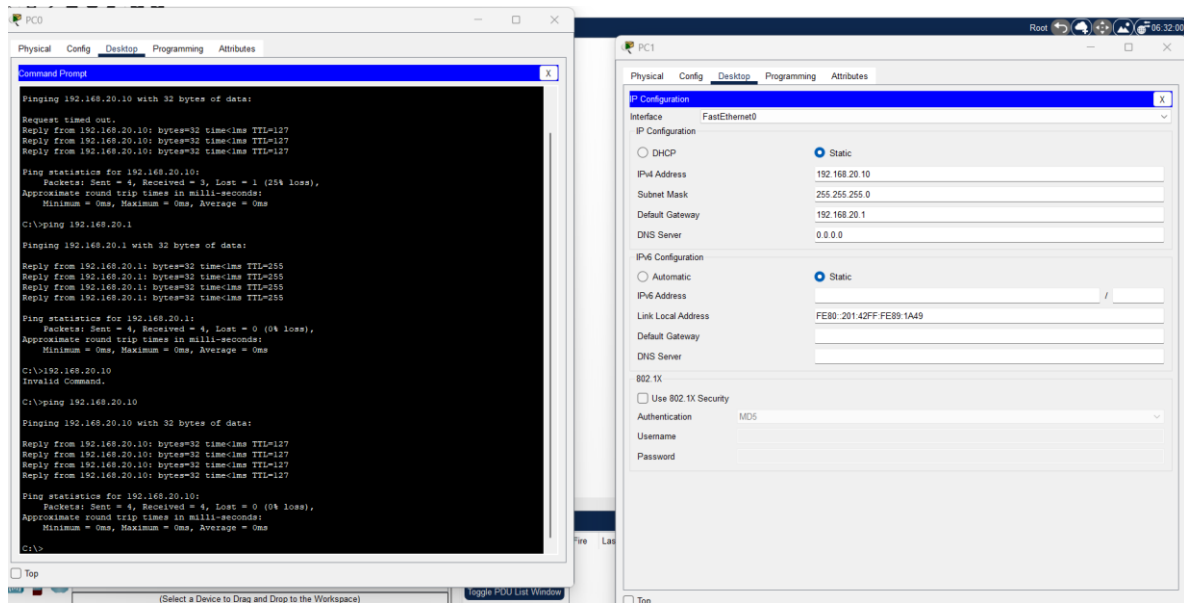 PC0
Physical Config Desktop Programming Attributes
Command Prompt X
Pinging 192.168.20.10 with 32 bytes of data:
Request timed out.
Reply from 192.168.20.10: bytes=32 time<1ms TTL=127
Reply from 192.168.20.10: bytes=32 time<1ms TTL=127
Reply from 192.168.20.10: bytes=32 time<1ms TTL=127
Ping statistics for 192.168.20.10:
Packets: Sent = 4, Received = 3, Lost = 1 (25% loss),
Approximate round trip times in milli-seconds:
Minimum = 0ms, Maximum = 0ms, Average = 0ms
C:\>ping 192.168.20.1
Pinging 192.168.20.1 with 32 bytes of data:
Reply from 192.168.20.1: bytes=32 time<1ms TTL=255
Reply from 192.168.20.1: bytes=32 time<1ms TTL=255
Reply from 192.168.20.1: bytes=32 time<1ms TTL=255
Reply from 192.168.20.1: bytes=32 time<1ms TTL=255
Ping statistics for 192.168.20.1:
Packets: Sent = 4, Received = 4, Lost = 0 (0% loss),
Approximate round trip times in milli-seconds:
Minimum = 0ms, Maximum = 0ms, Average = 0ms
C:\>192.168.20.10
Invalid Command.
C:\>ping 192.168.20.10
Pinging 192.168.20.10 with 32 bytes of data:
Reply from 192.168.20.10: bytes=32 time<1ms TTL=127
Reply from 192.168.20.10: bytes=32 time<1ms TTL=127
Reply from 192.168.20.10: bytes=32 time<1ms TTL=127
Reply from 192.168.20.10: bytes=32 time<1ms TTL=127
Ping statistics for 192.168.20.10:
Packets: Sent = 4, Received = 4, Lost = 0 (0% loss),
Approximate round trip times in milli-seconds:
Minimum = 0ms, Maximum = 0ms, Average = 0ms
C:\>
Top
(Select a Device to Drag and Drop to the Workspace)
Toggle PDU List Window
Fire Las
Root 06:32:00
PC1
Physical Config Desktop Programming Attributes
IP Configuration X
Interface FastEthernet0
IP Configuration
DHCP Static
IPv4 Address 192.168.20.10
Subnet Mask 255.255.255.0
Default Gateway 192.168.20.1
DNS Server 0.0.0.0
IPv6 Configuration
Automatic Static
IPv6 Address /
Link Local Address FE80::201:42FF:FE89:1A49
Default Gateway
DNS Server
802.1X
Use 802.1X Security
Authentication MD5
Username
Password
Top